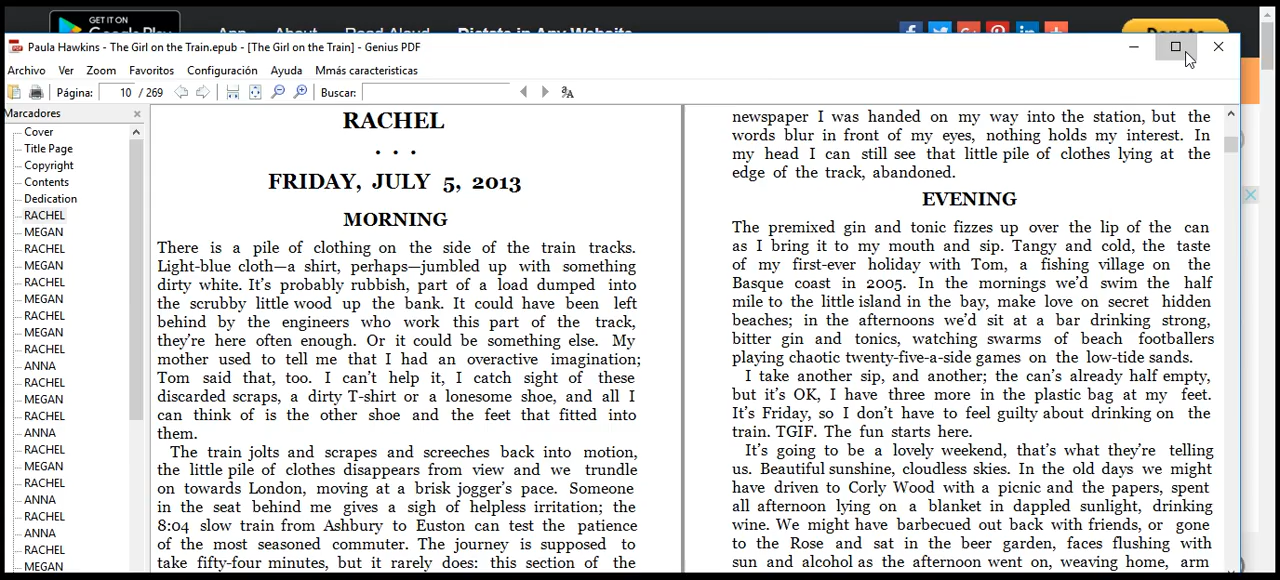 GET IT ON
Google Play
App
About
Read Aloud
Dictate in Any Website
Donate
Paula Hawkins - The Girl on the Train.epub - [The Girl on the Train] - Genius PDF
Archivo Ver Zoom Favoritos Configuración Ayuda Mmás caracteristicas
Página: 10 / 269 Buscar:
Marcadores
Cover
Title Page
Copyright
Contents
Dedication
RACHEL
MEGAN
RACHEL
MEGAN
RACHEL
MEGAN
RACHEL
MEGAN
RACHEL
ANNA
RACHEL
MEGAN
RACHEL
ANNA
RACHEL
MEGAN
RACHEL
ANNA
RACHEL
ANNA
RACHEL
MEGAN
RACHEL
. . .
FRIDAY, JULY 5, 2013
MORNING
There is a pile of clothing on the side of the train tracks.
Light-blue cloth—a shirt, perhaps—jumbled up with something
dirty white. It’s probably rubbish, part of a load dumped into
the scrubby little wood up the bank. It could have been left
behind by the engineers who work this part of the track,
they’re here often enough. Or it could be something else. My
mother used to tell me that I had an overactive imagination;
Tom said that, too. I can’t help it, I catch sight of these
discarded scraps, a dirty T-shirt or a lonesome shoe, and all I
can think of is the other shoe and the feet that fitted into
them.
The train jolts and scrapes and screeches back into motion,
the little pile of clothes disappears from view and we trundle
on towards London, moving at a brisk jogger’s pace. Someone
in the seat behind me gives a sigh of helpless irritation; the
8:04 slow train from Ashbury to Euston can test the patience
of the most seasoned commuter. The journey is supposed to
take fifty-four minutes, but it rarely does: this section of the
newspaper I was handed on my way into the station, but the
words blur in front of my eyes, nothing holds my interest. In
my head I can still see that little pile of clothes lying at the
edge of the track, abandoned.
EVENING
The premixed gin and tonic fizzes up over the lip of the can
as I bring it to my mouth and sip. Tangy and cold, the taste
of my first-ever holiday with Tom, a fishing village on the
Basque coast in 2005. In the mornings we’d swim the half
mile to the little island in the bay, make love on secret hidden
beaches; in the afternoons we’d sit at a bar drinking strong,
bitter gin and tonics, watching swarms of beach footballers
playing chaotic twenty-five-a-side games on the low-tide sands.
I take another sip, and another; the can’s already half empty,
but it’s OK, I have three more in the plastic bag at my feet.
It’s Friday, so I don’t have to feel guilty about drinking on the
train. TGIF. The fun starts here.
It’s going to be a lovely weekend, that’s what they’re telling
us. Beautiful sunshine, cloudless skies. In the old days we might
have driven to Corly Wood with a picnic and the papers, spent
all afternoon lying on a blanket in dappled sunlight, drinking
wine. We might have barbecued out back with friends, or gone
to the Rose and sat in the beer garden, faces flushing with
sun and alcohol as the afternoon went on, weaving home, arm